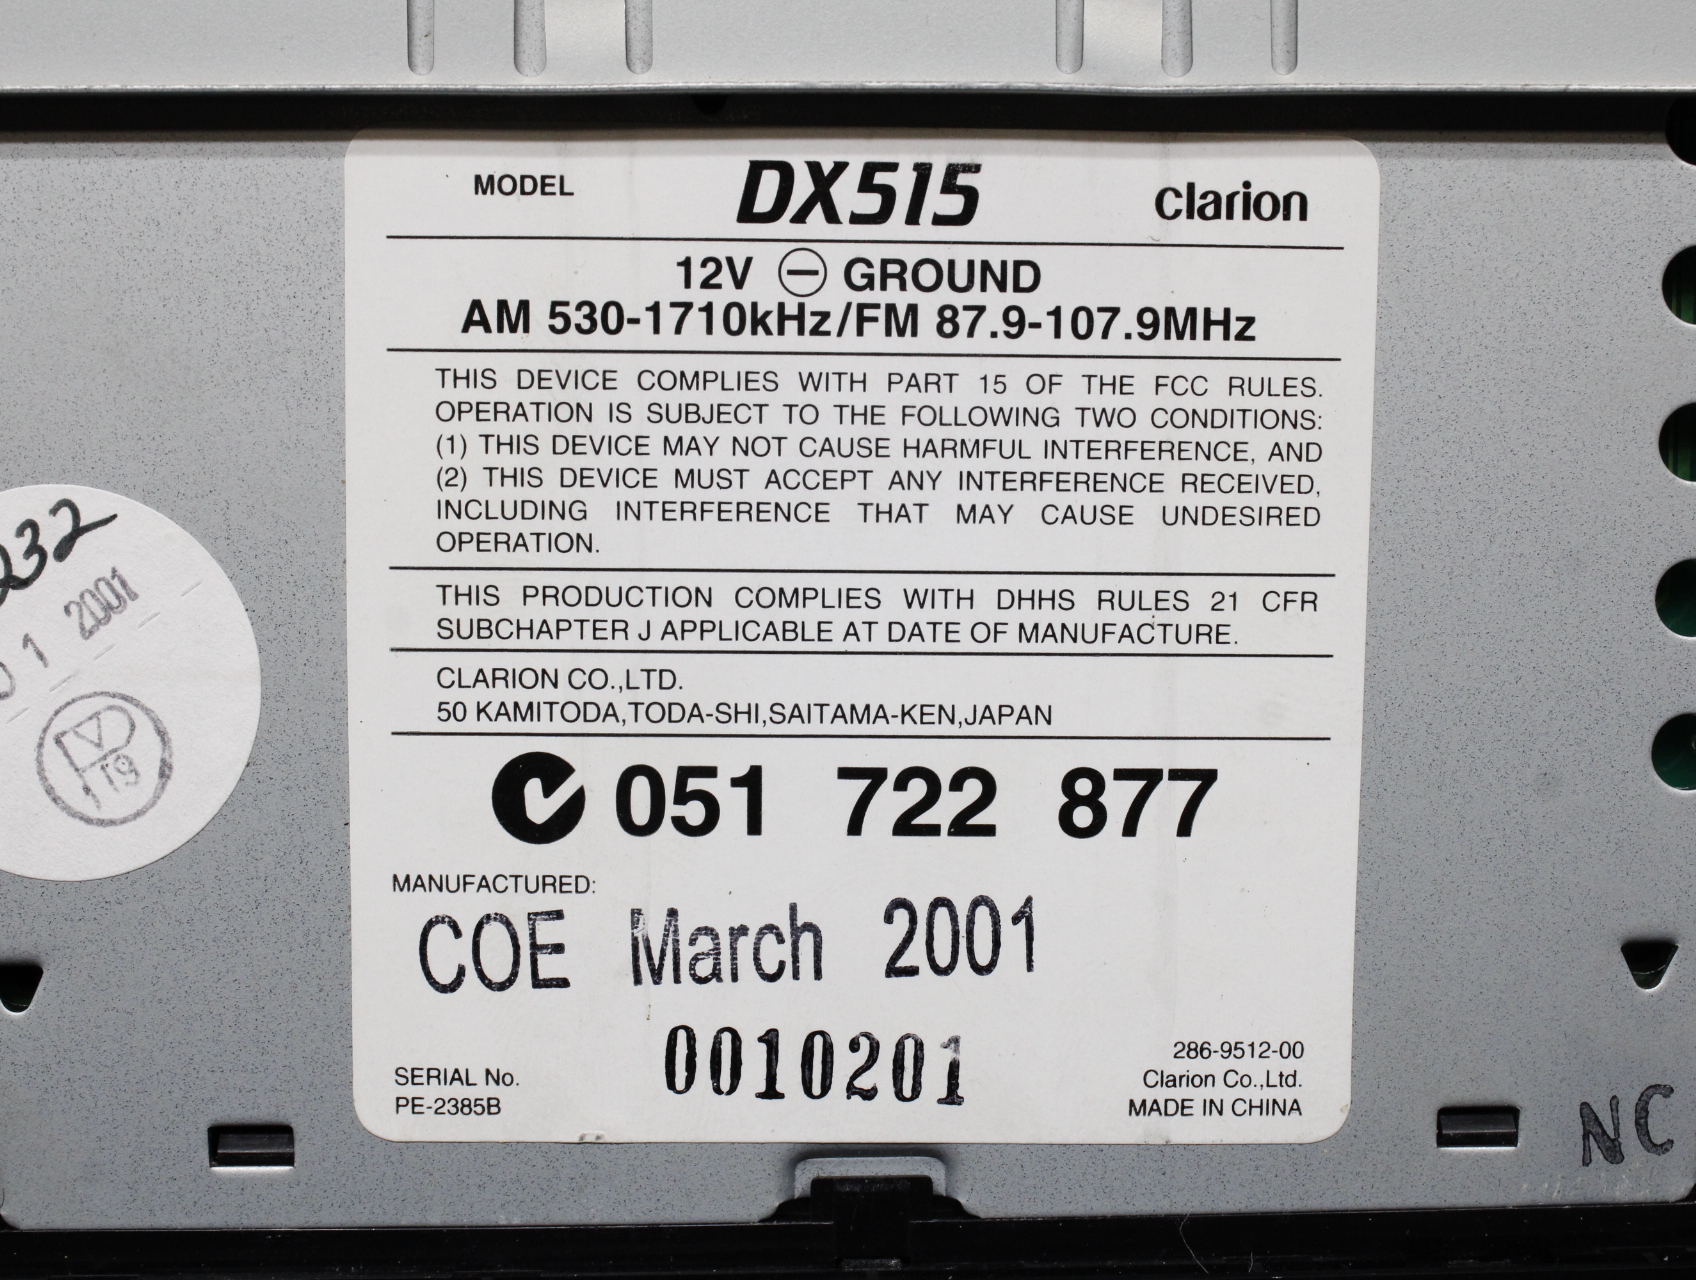 MODEL DX515 clarion
12V ⊖ GROUND
AM 530-1710kHz/FM 87.9-107.9MHz
THIS DEVICE COMPLIES WITH PART 15 OF THE FCC RULES.
OPERATION IS SUBJECT TO THE FOLLOWING TWO CONDITIONS:
(1) THIS DEVICE MAY NOT CAUSE HARMFUL INTERFERENCE, AND
(2) THIS DEVICE MUST ACCEPT ANY INTERFERENCE RECEIVED,
INCLUDING INTERFERENCE THAT MAY CAUSE UNDESIRED
OPERATION.
THIS PRODUCTION COMPLIES WITH DHHS RULES 21 CFR
SUBCHAPTER J APPLICABLE AT DATE OF MANUFACTURE.
CLARION CO.,LTD.
50 KAMITODA,TODA-SHI,SAITAMA-KEN,JAPAN
051 722 877
MANUFACTURED:
COE March 2001
0010201
SERIAL No.
PE-2385B
286-9512-00
Clarion Co.,Ltd.
MADE IN CHINA
232
01 2001
19
NC